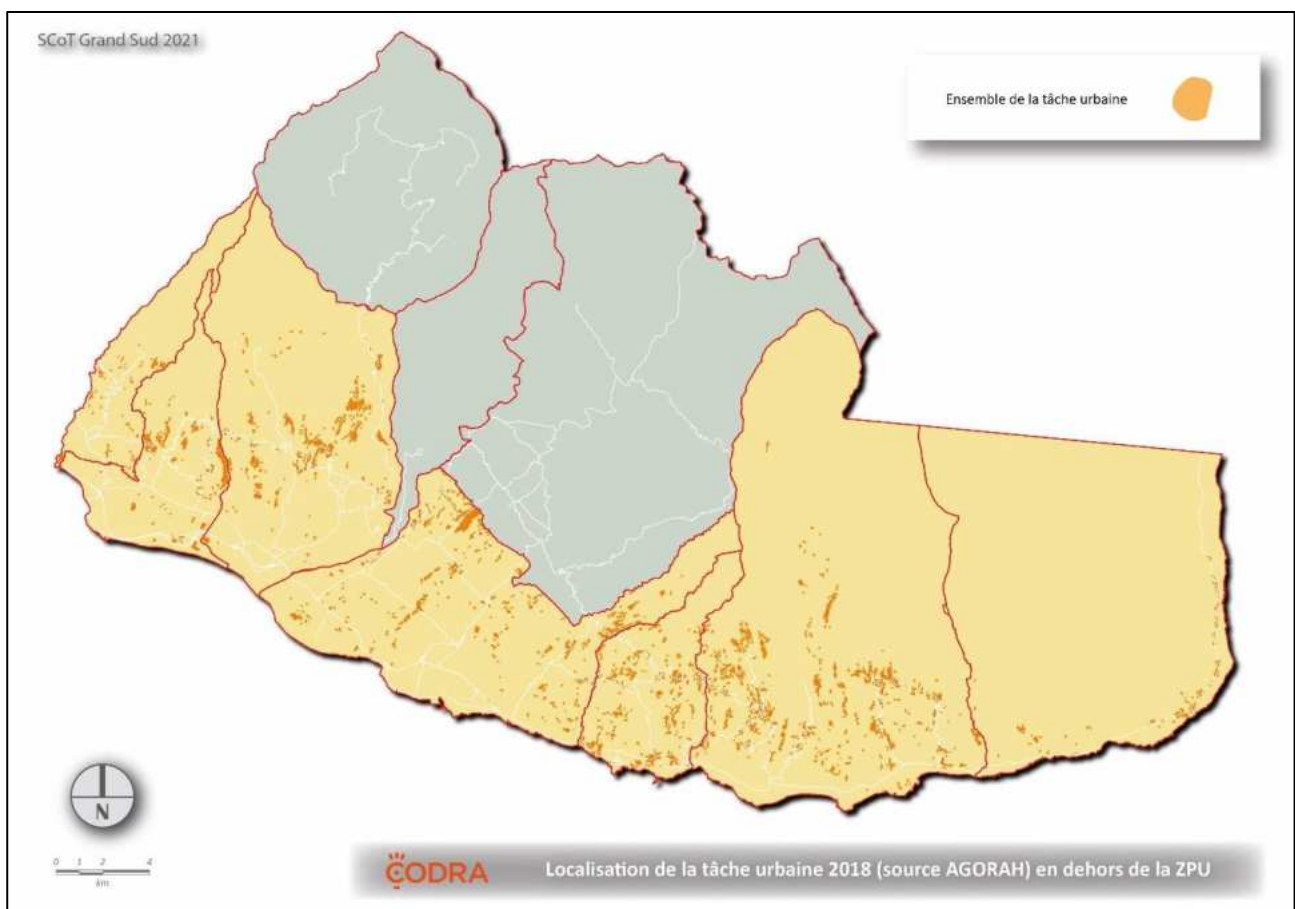 SCoT Grand Sud 2021
Ensemble de la tâche urbaine
N
0 1 2 4
km
CODRA
Localisation de la tâche urbaine 2018 (source AGORAH) en dehors de la ZPU